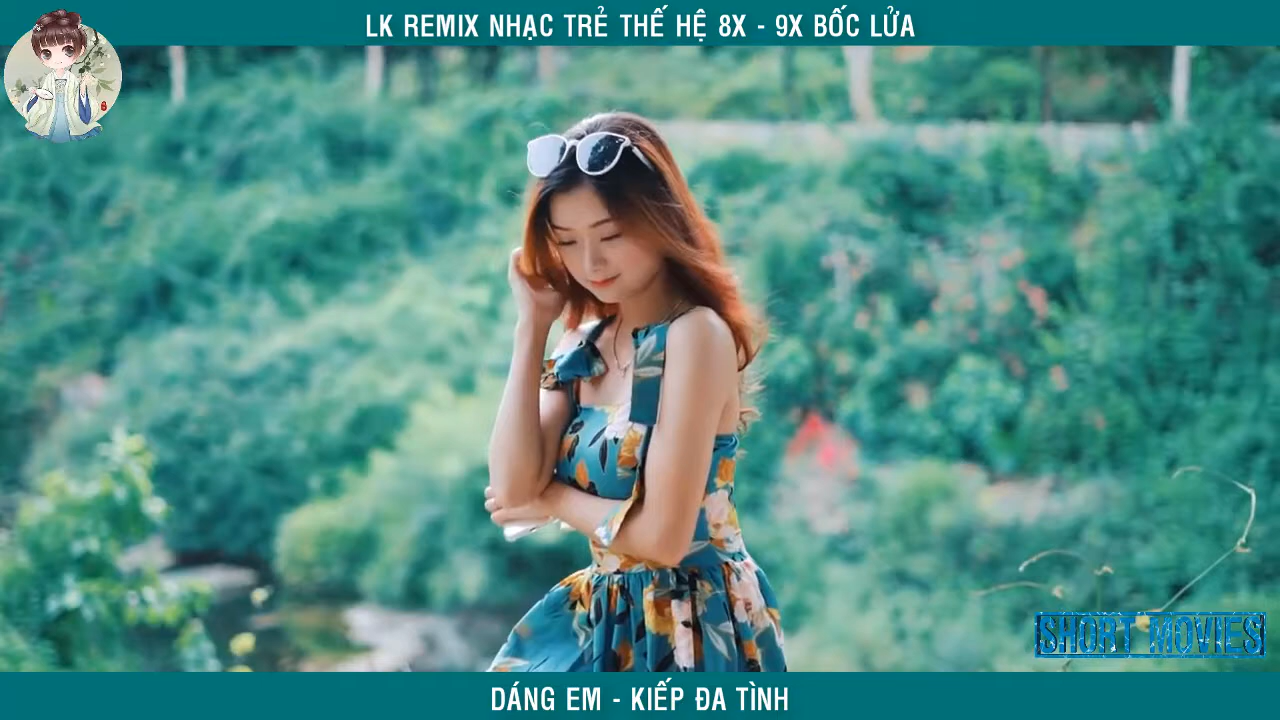 LK REMIX NHẠC TRẺ THẾ HỆ 8X - 9X BỐC LỬA
SHORT MOVIES
DÁNG EM - KIẾP ĐA TÌNH